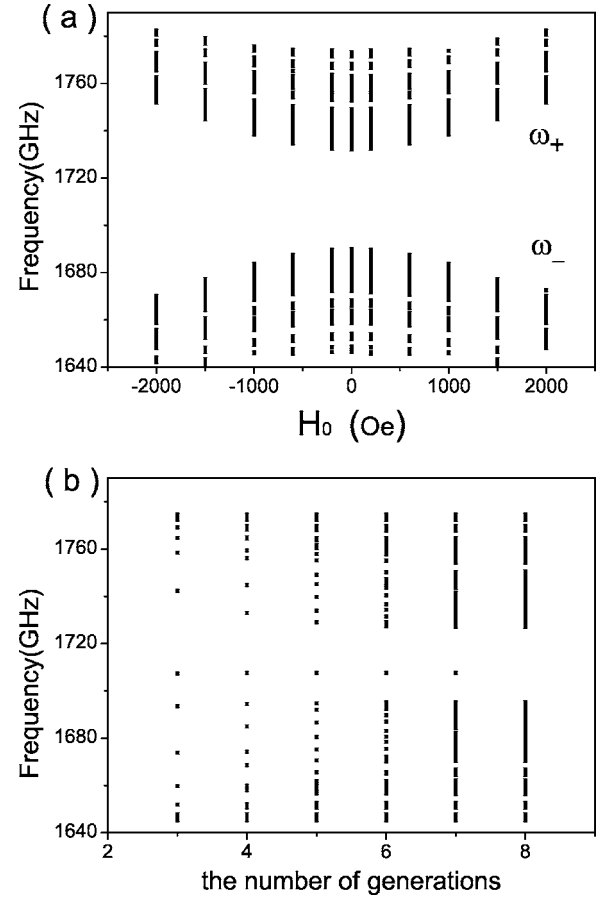 ( a )
1760
1720
1680
1640
Frequency(GHz)
ω+
ω−
-2000 -1000 0 1000 2000
H0 (Oe)
( b )
1760
1720
1680
1640
Frequency(GHz)
2 4 6 8
the number of generations